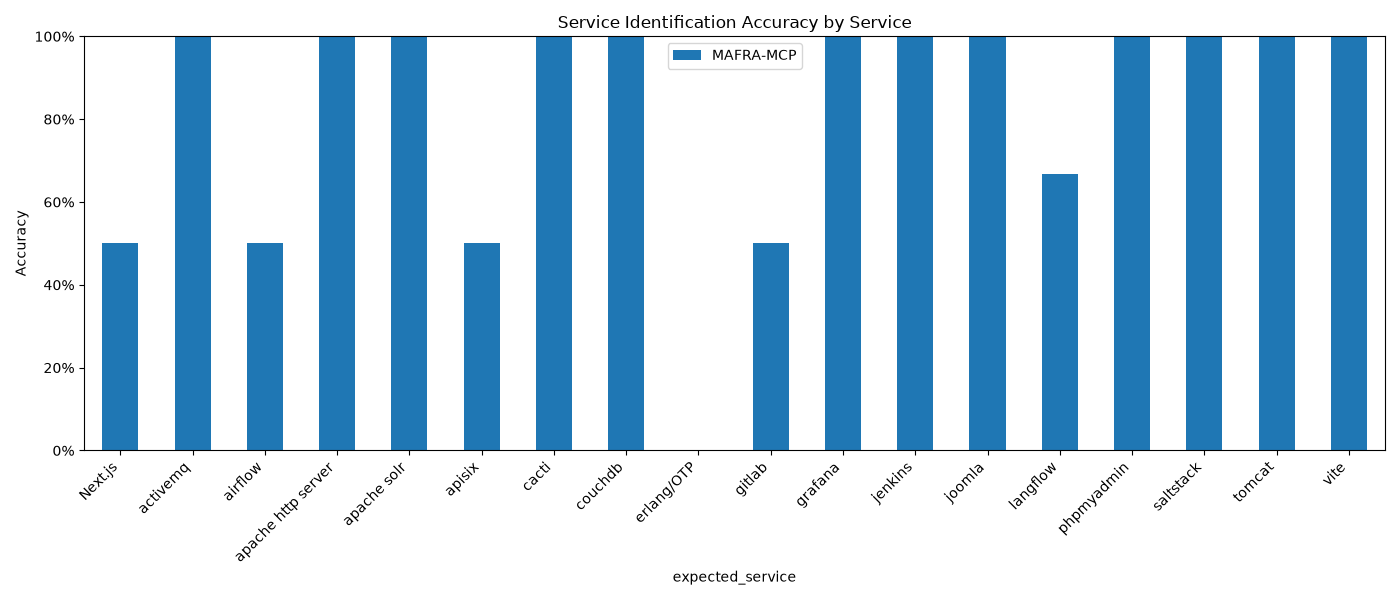 Service Identification Accuracy by Service
MAFRA-MCP
Accuracy
100%
80%
60%
40%
20%
0%
Next.js
activemq
airflow
apache http server
apache solr
apisix
cacti
couchdb
erlang/OTP
gitlab
grafana
jenkins
joomla
langflow
phpmyadmin
saltstack
tomcat
vite
expected_service